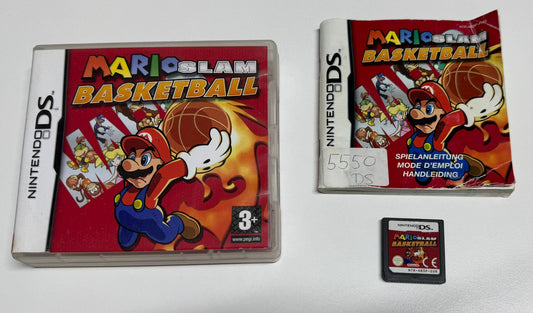 NINTENDO DS
MARIO SLAM
BASKETBALL
3+
www.pegi.info
NINTENDO DS
MARIO SLAM
BASKETBALL
SPIELANLEITUNG
MODE D'EMPLOI
HANDLEIDING
5550
DS
NINTENDO DS
MARIO SLAM
BASKETBALL
CE